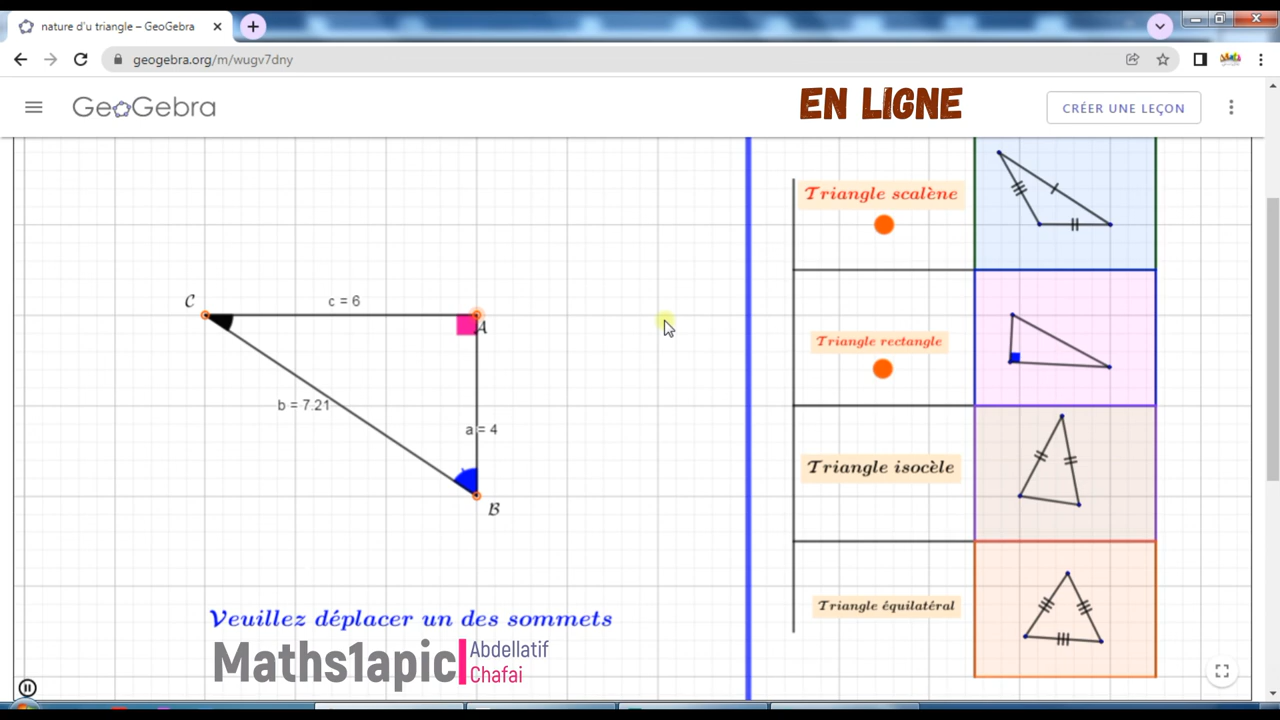 nature d'u triangle – GeoGebra
geogebra.org/m/wugv7dny
GeoGebra
EN LIGNE
CRÉER UNE LEÇON
Triangle scalène
C
c = 6
A
Triangle rectangle
b = 7.21
a = 4
Triangle isocèle
B
Triangle équilatéral
Veuillez déplacer un des sommets
Maths1apic
Abdellatif
Chafai